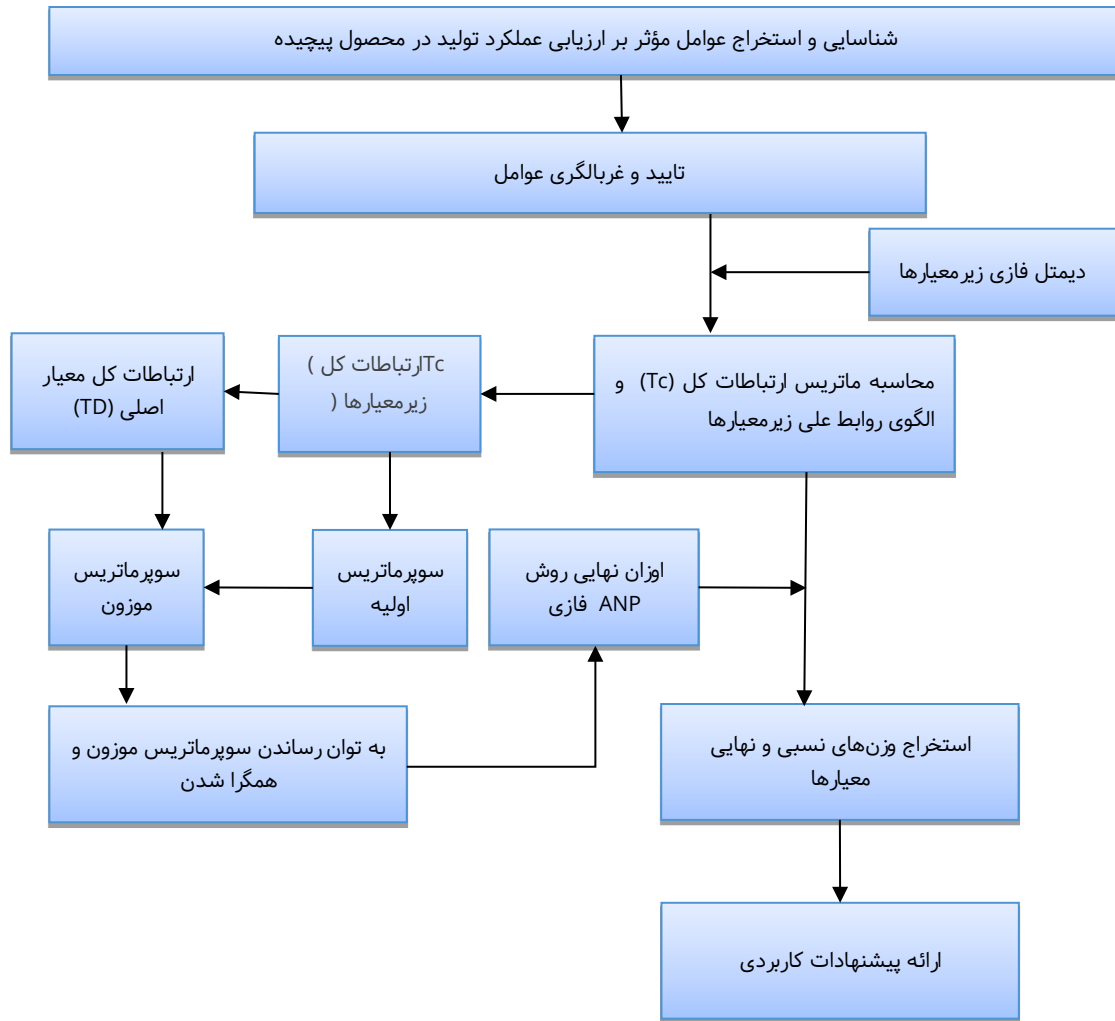 شناسایی و استخراج عوامل مؤثر بر ارزیابی عملکرد تولید در محصول پیچیده
تایید و غربالگری عوامل
دیمتل فازی زیرمعیارها
محاسبه ماتریس ارتباطات کل (Tc) و
الگوی روابط علی زیرمعیارها
Tcارتباطات کل )
زیرمعیارها (
ارتباطات کل معیار
اصلی (TD)
اوزان نهایی روش
ANP فازی
سوپرماتریس
اولیه
سوپرماتریس
موزون
استخراج وزن‌های نسبی و نهایی
معیارها
به توان رساندن سوپرماتریس موزون و
همگرا شدن
ارائه پیشنهادات کاربردی